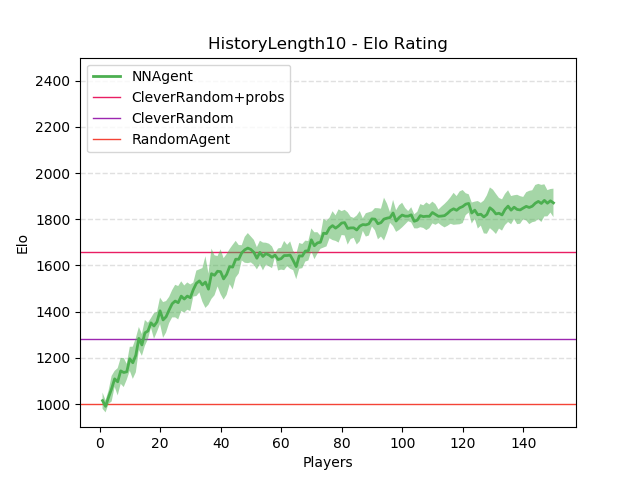 HistoryLength10 - Elo Rating
NNAgent
CleverRandom+probs
CleverRandom
RandomAgent
Elo
2400
2200
2000
1800
1600
1400
1200
1000
0 20 40 60 80 100 120 140
Players